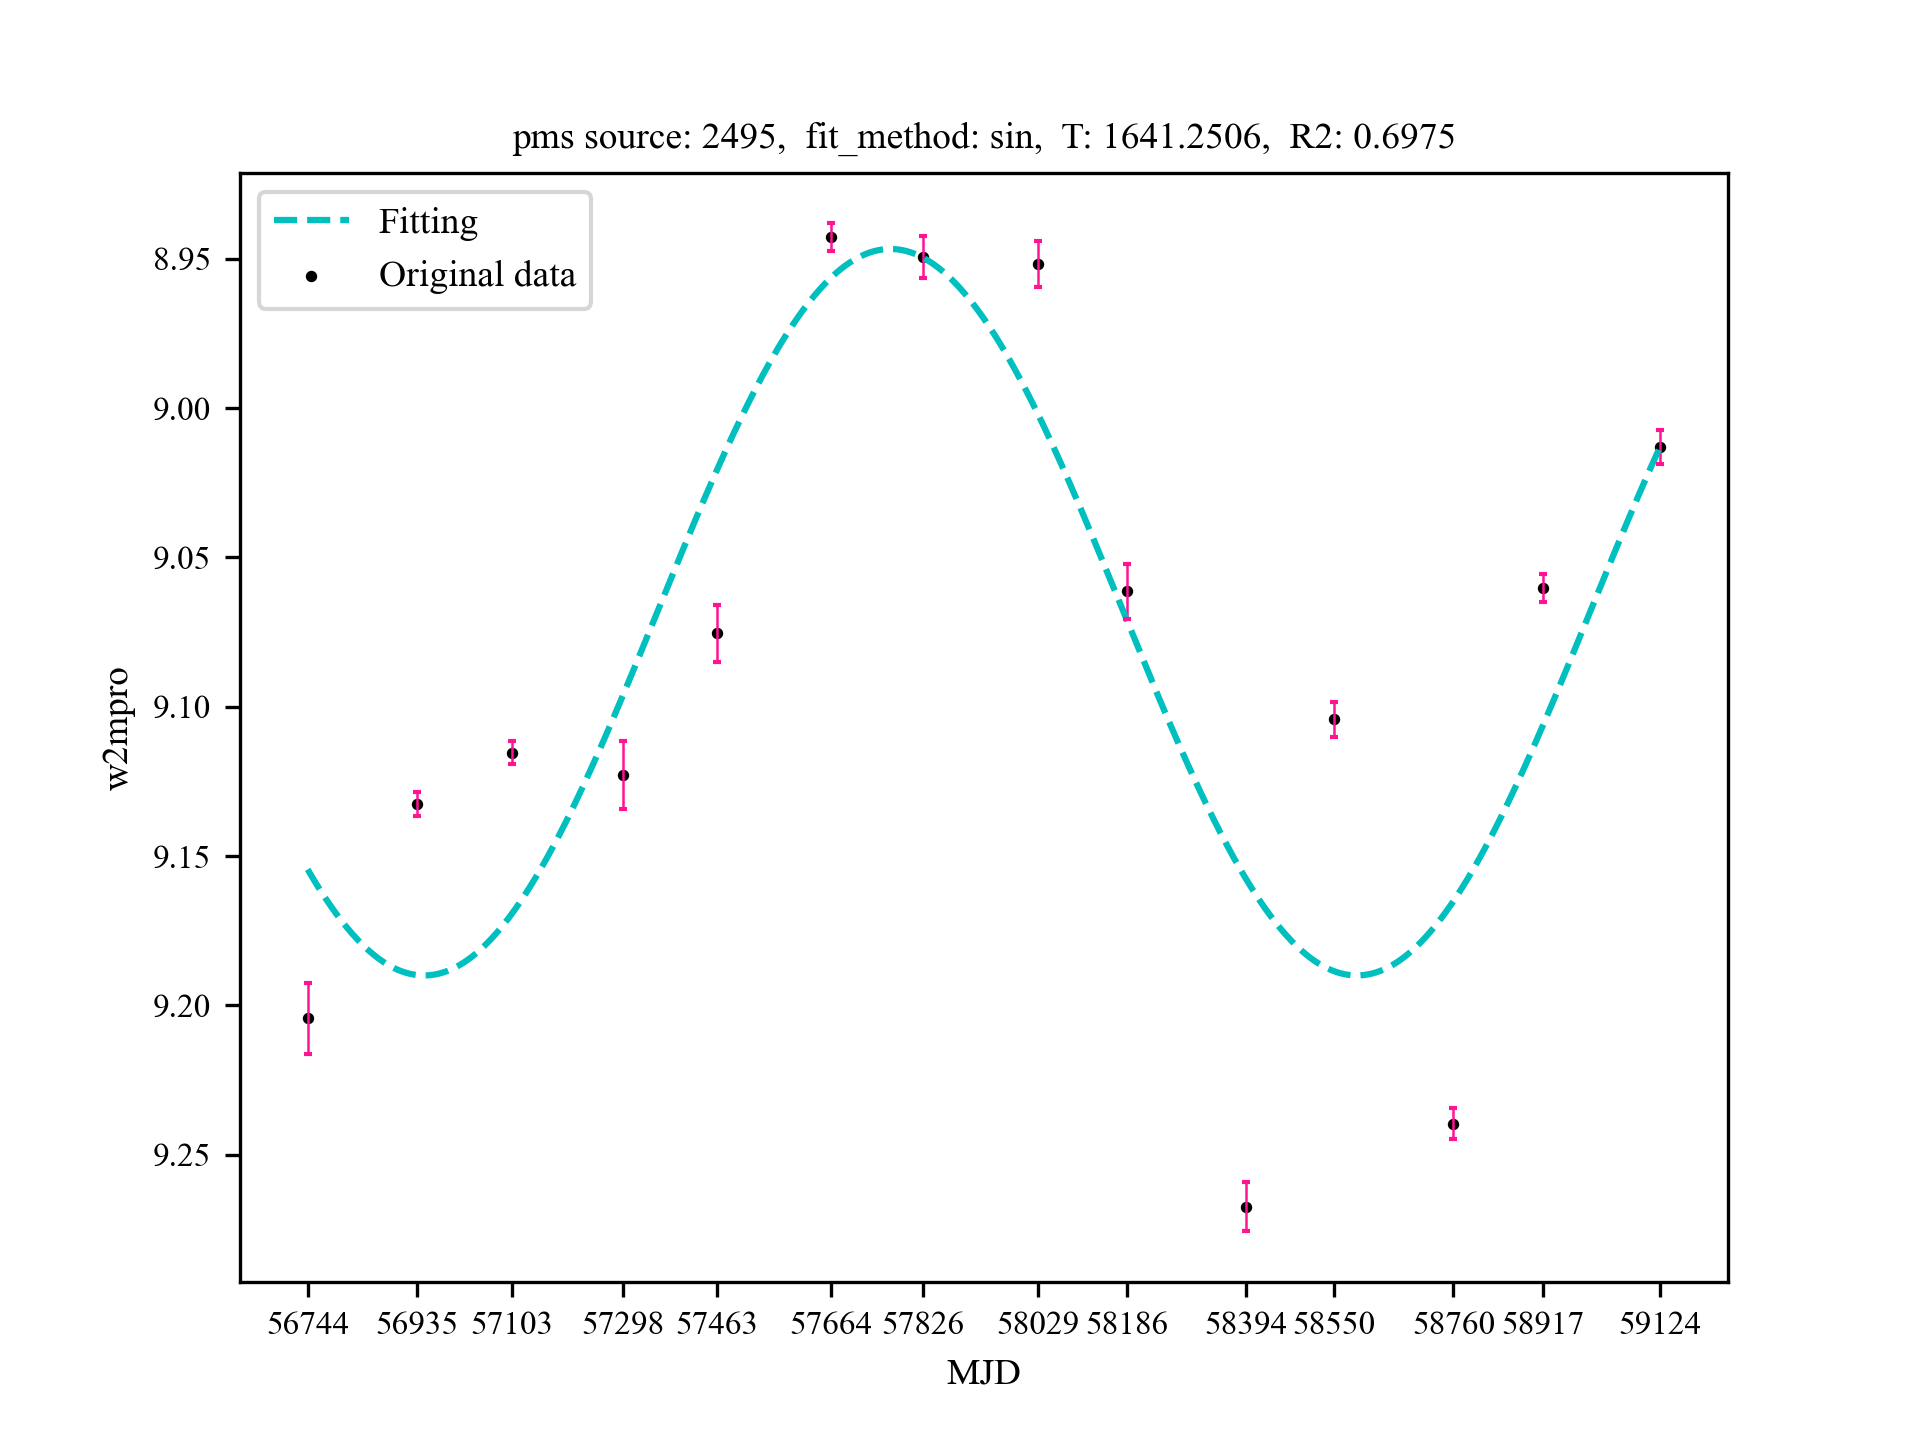 pms source: 2495,  fit_method: sin,  T: 1641.2506,  R2: 0.6975
Fitting
Original data
8.95
9.00
9.05
9.10
9.15
9.20
9.25
w2mpro
56744 56935 57103 57298 57463 57664 57826 58029 58186 58394 58550 58760 58917 59124
MJD